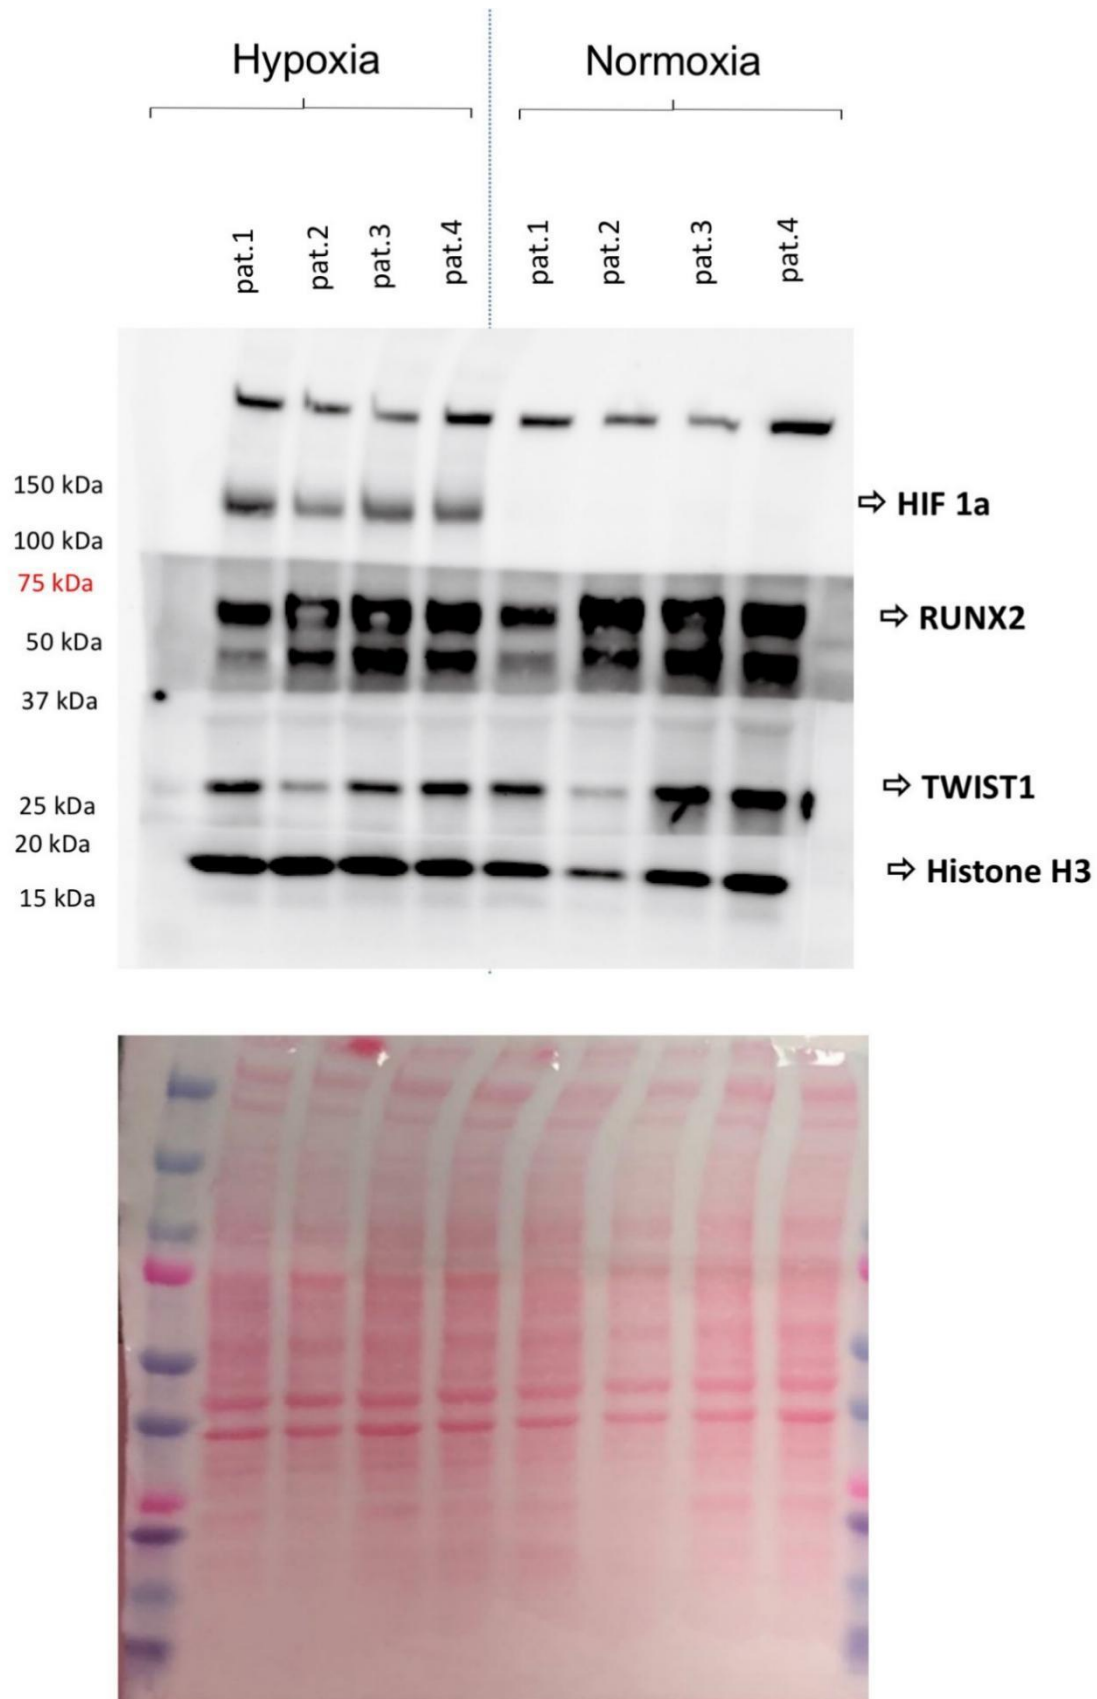 Hypoxia
Normoxia
pat.1
pat.2
pat.3
pat.4
pat.1
pat.2
pat.3
pat.4
150 kDa
⇨ HIF 1a
100 kDa
75 kDa
⇨ RUNX2
50 kDa
37 kDa
⇨ TWIST1
25 kDa
20 kDa
⇨ Histone H3
15 kDa